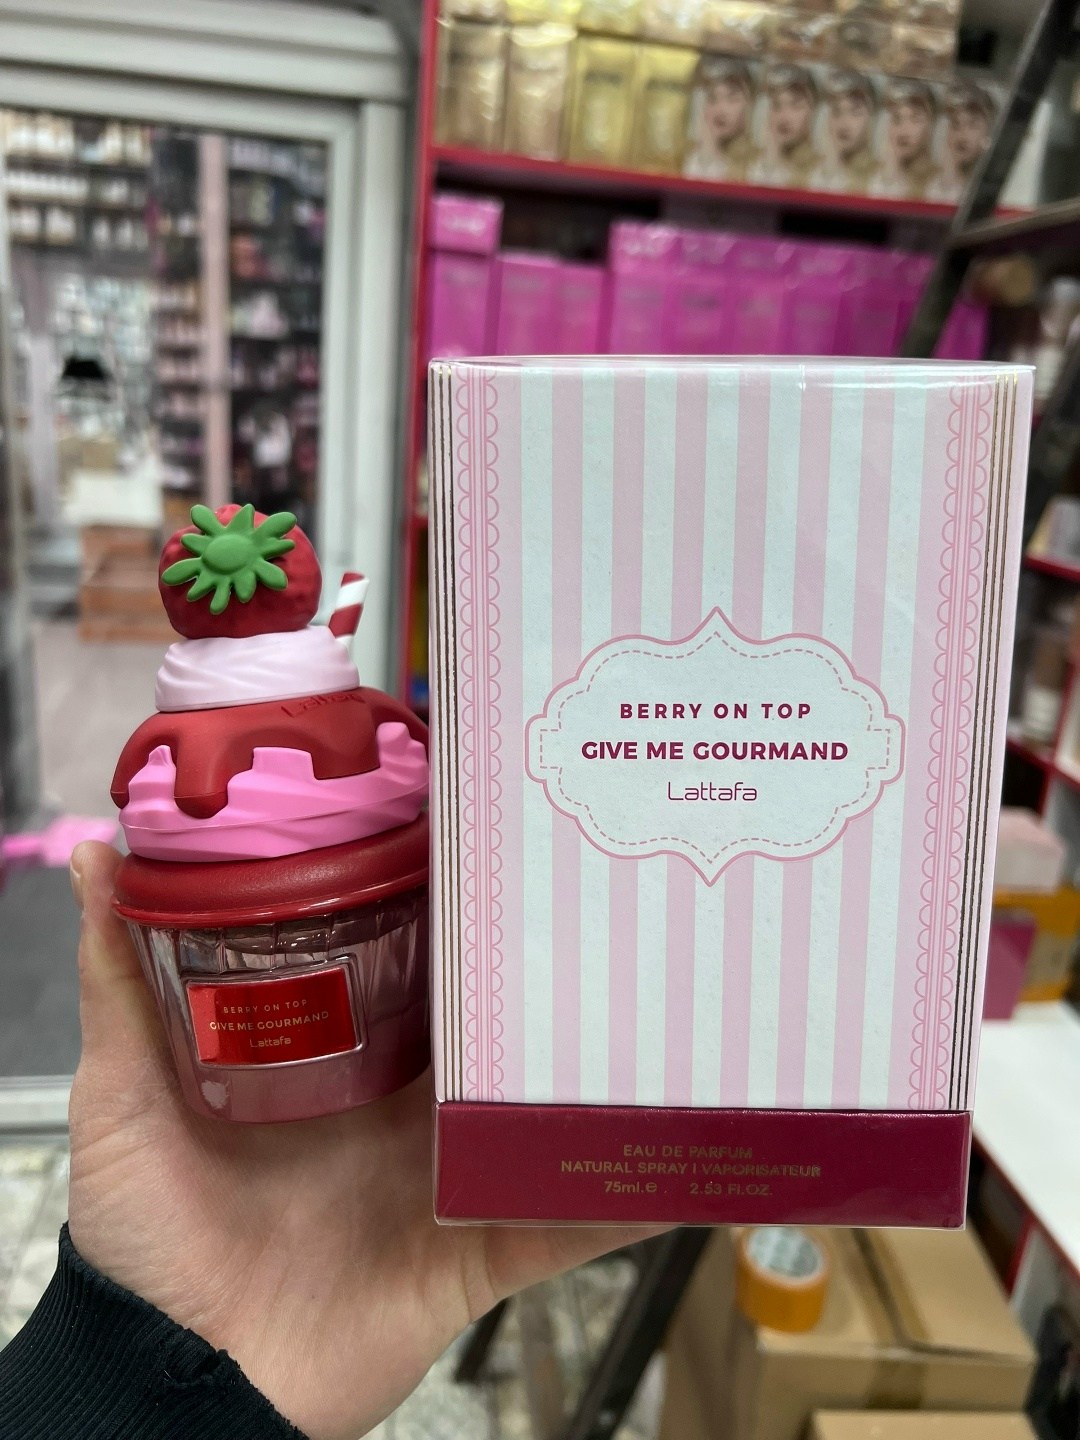 BERRY ON TOP
GIVE ME GOURMAND
Lattafa
EAU DE PARFUM
NATURAL SPRAY | VAPORISATEUR
75ml.℮ 2.53 Fl.OZ.
Lattafa
BERRY ON TOP
GIVE ME GOURMAND
Lattafa